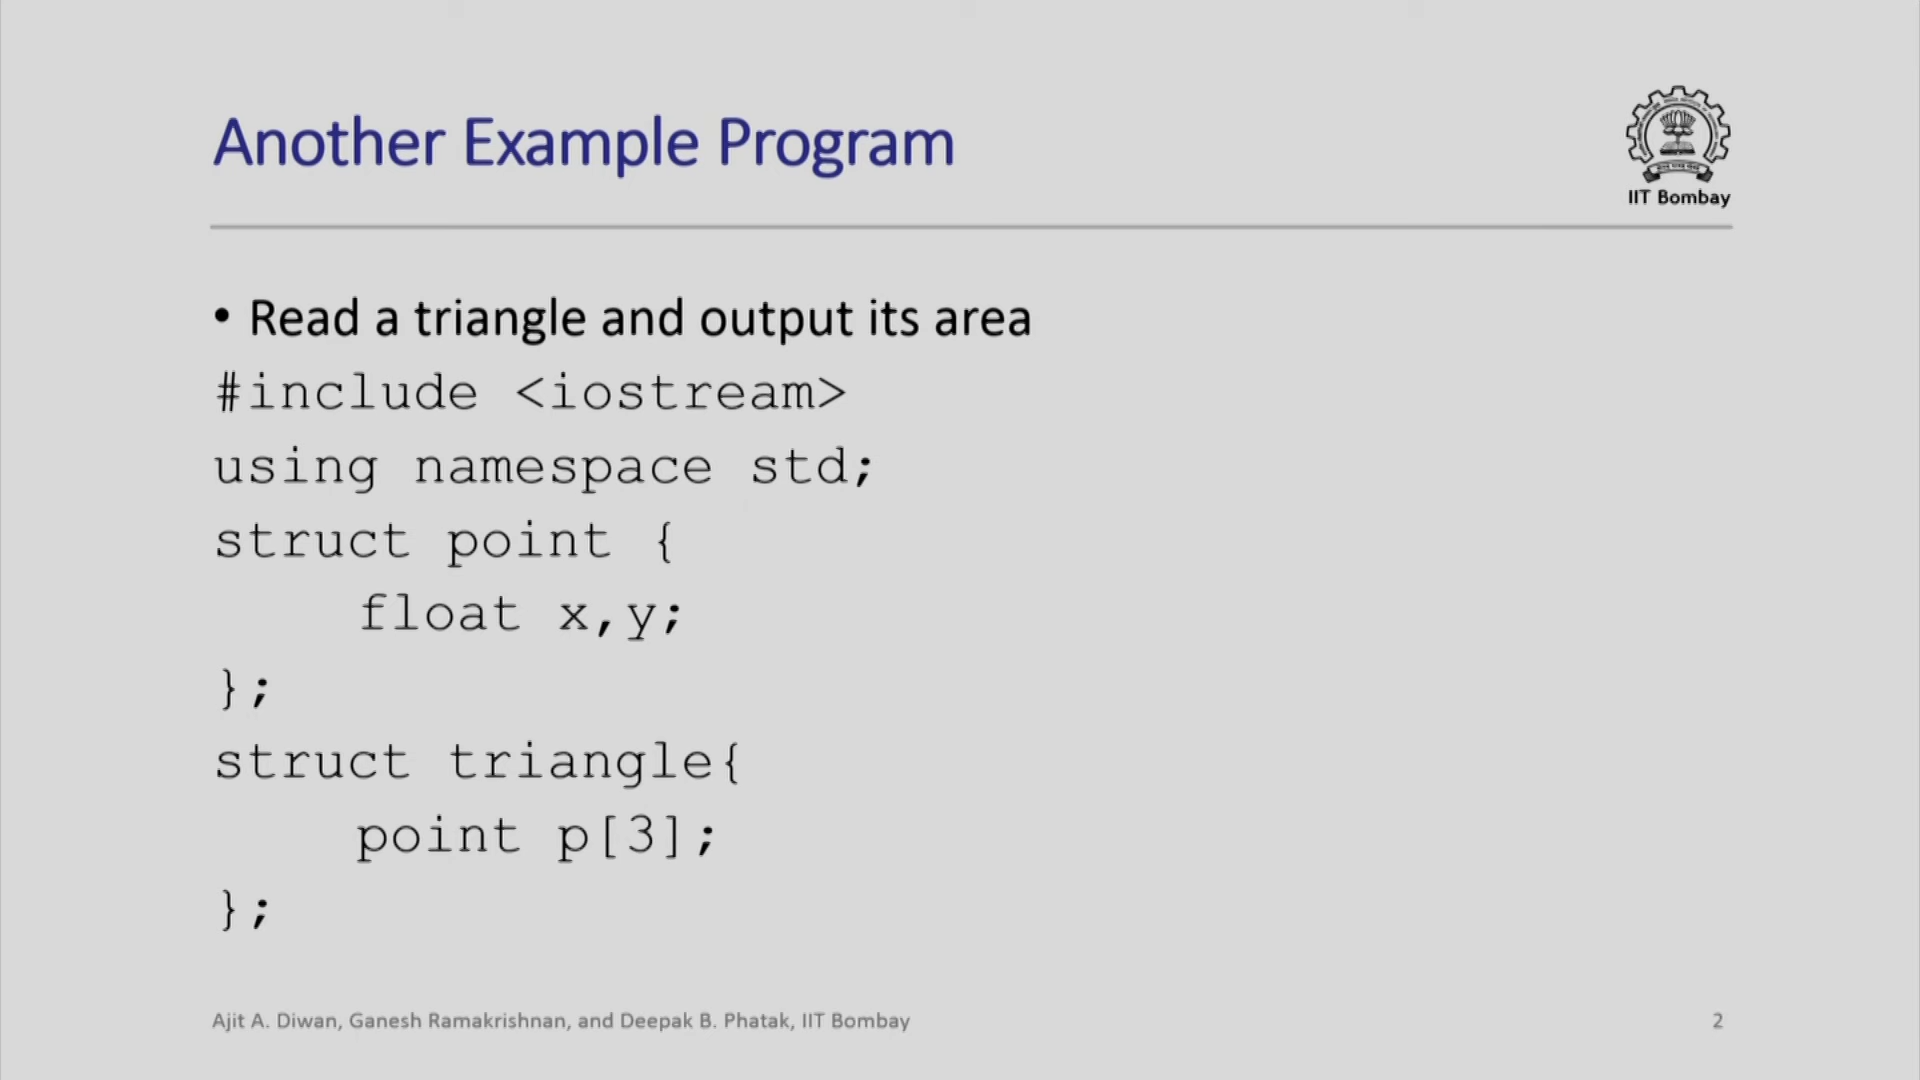 Another Example Program
IIT Bombay
• Read a triangle and output its area
#include <iostream>
using namespace std;
struct point {
float x,y;
};
struct triangle{
point p[3];
};
Ajit A. Diwan, Ganesh Ramakrishnan, and Deepak B. Phatak, IIT Bombay
2